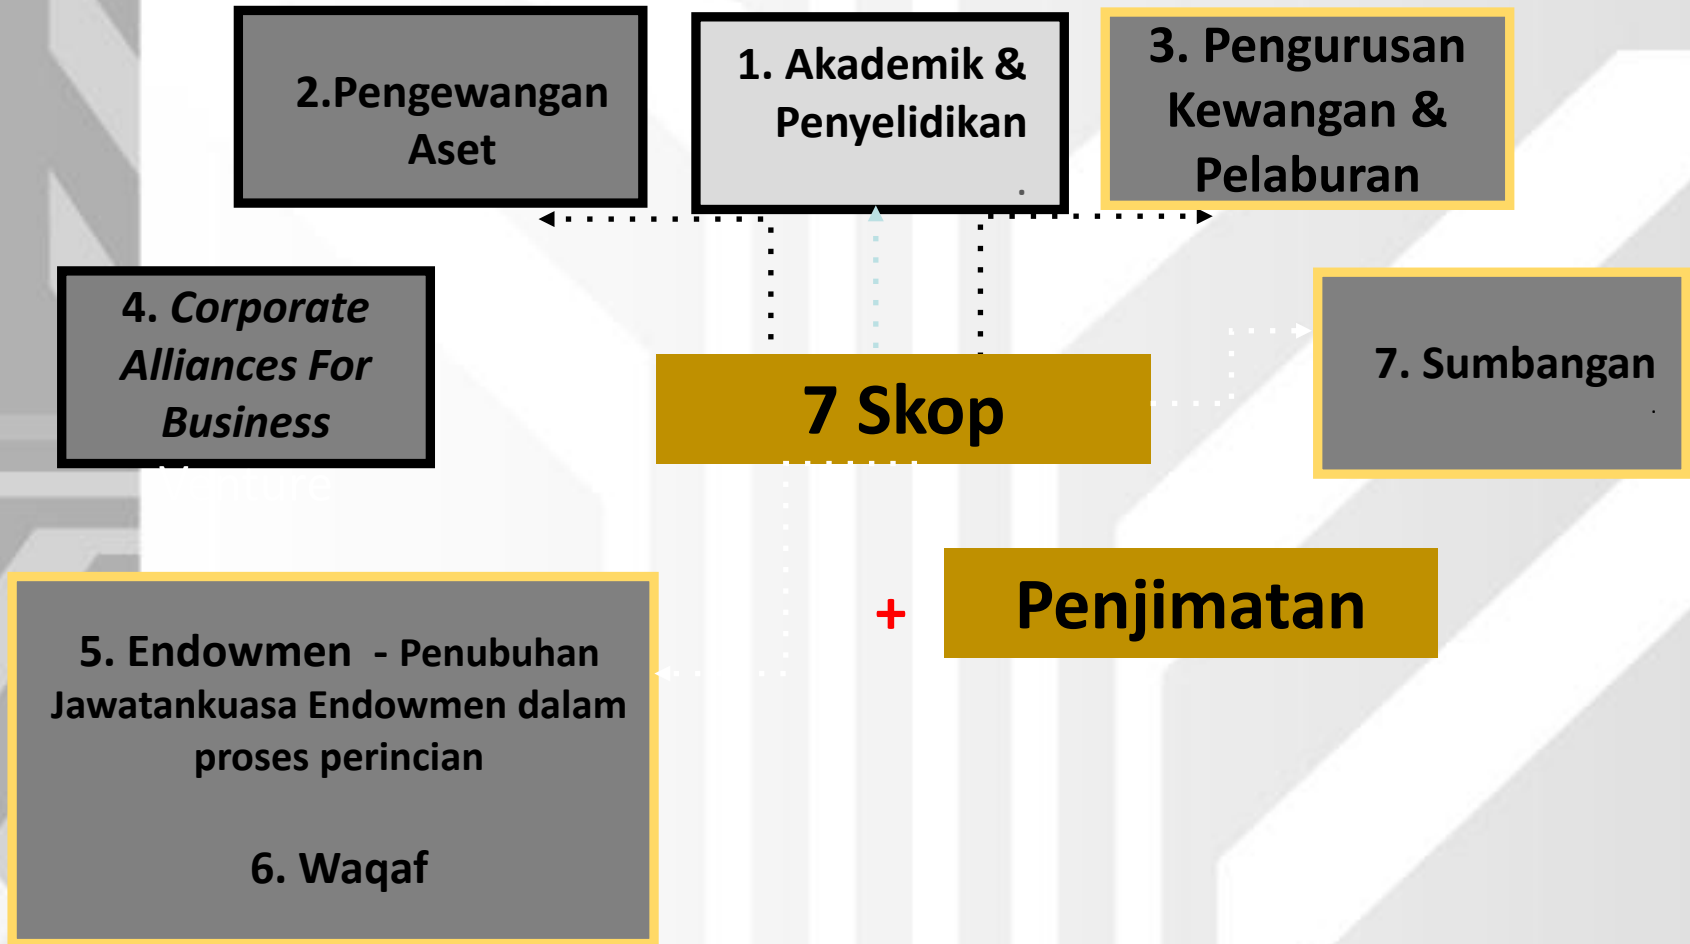 2.Pengewangan
Aset
1. Akademik &
Penyelidikan
.
3. Pengurusan
Kewangan &
Pelaburan
4. Corporate
Alliances For
Business
Venture
7 Skop
7. Sumbangan
.
+
Penjimatan
5. Endowmen - Penubuhan
Jawatankuasa Endowmen dalam
proses perincian
6. Waqaf